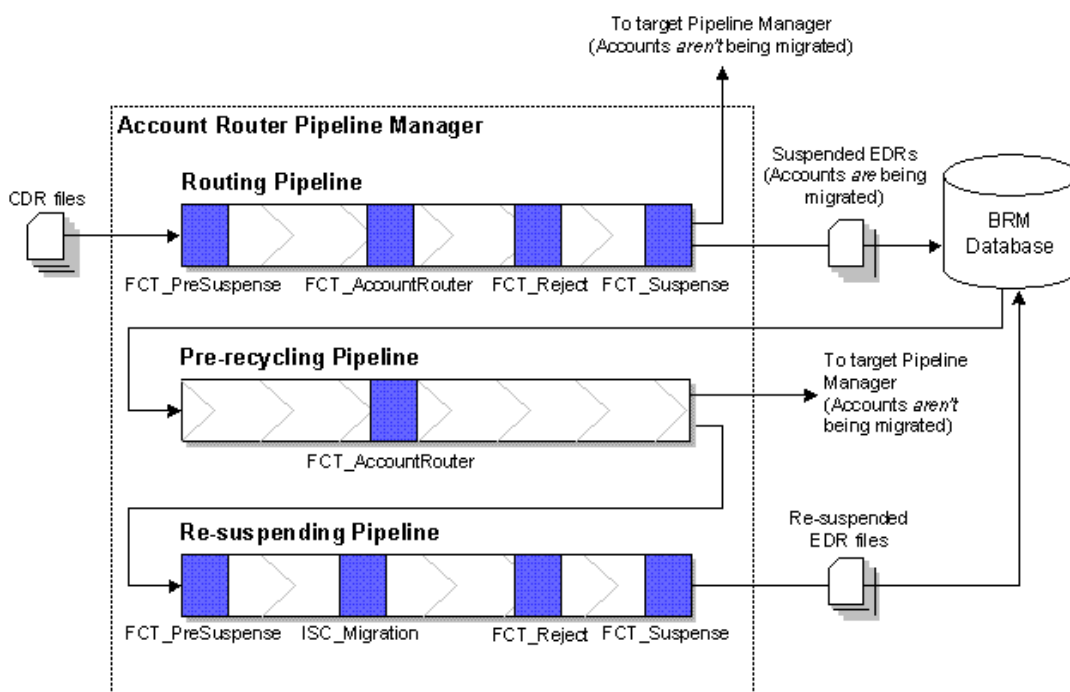 To target Pipeline Manager
(Accounts aren't being migrated)
Account Router Pipeline Manager
Suspended EDRs
(Accounts are being
migrated)
Routing Pipeline
CDR files
BRM
Database
FCT_PreSuspense
FCT_AccountRouter
FCT_Reject
FCT_Suspense
Pre-recycling Pipeline
To target Pipeline
Manager
(Accounts aren't
being migrated)
FCT_AccountRouter
Re-suspending Pipeline
Re-suspended
EDR files
FCT_PreSuspense
ISC_Migration
FCT_Reject
FCT_Suspense